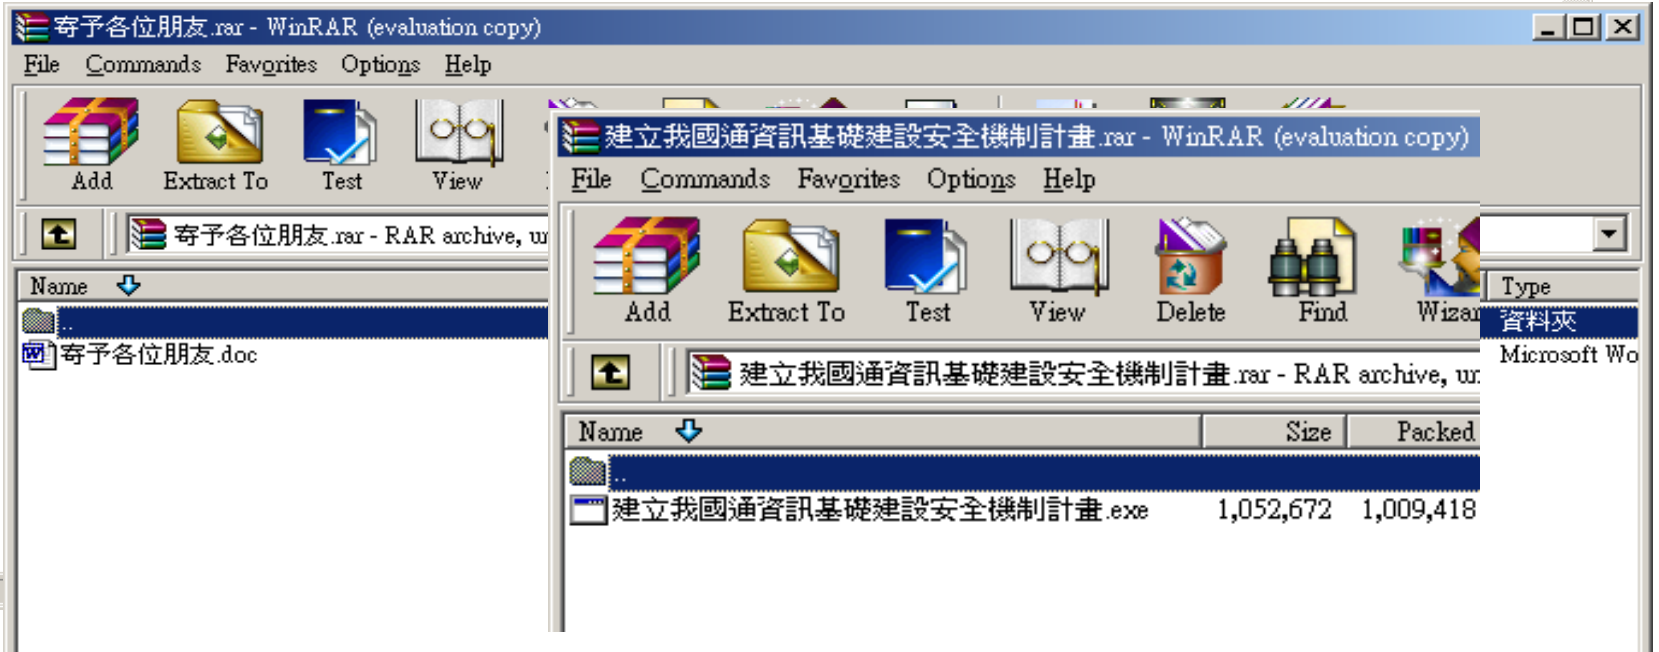 寄予各位朋友.rar - WinRAR (evaluation copy)
File Commands Favorites Options Help
Add Extract To Test View
寄予各位朋友.rar - RAR archive,
Name
..
寄予各位朋友.doc
建立我國通資訊基礎建設安全機制計畫.rar - WinRAR (evaluation copy)
File Commands Favorites Options Help
Add Extract To Test View Delete Find
建立我國通資訊基礎建設安全機制計畫.rar - RAR archive,
Name Size Packed
..
建立我國通資訊基礎建設安全機制計畫.exe 1,052,672 1,009,418
Type
資料夾
Microsoft Wo